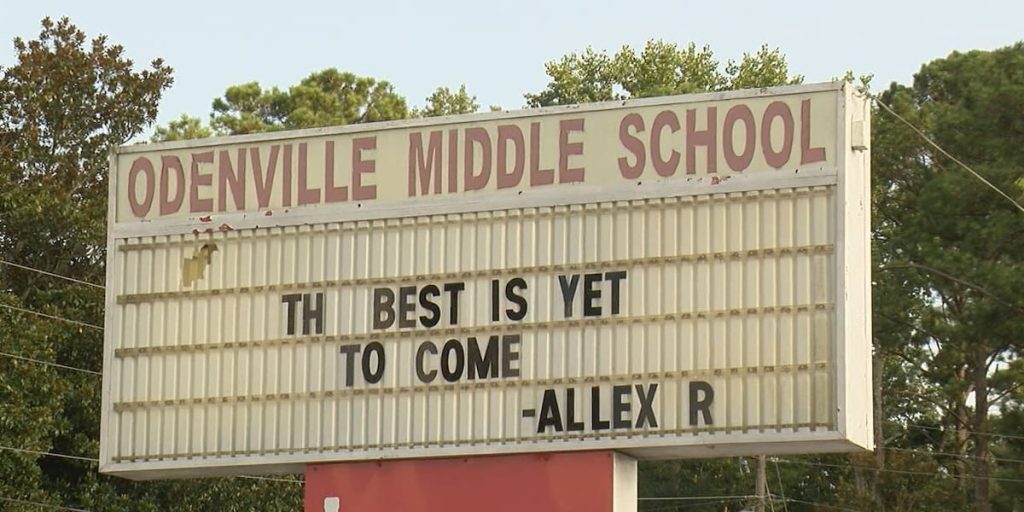 ODENVILLE MIDDLE SCHOOL
TH BEST IS YET
TO COME
-ALLEX R